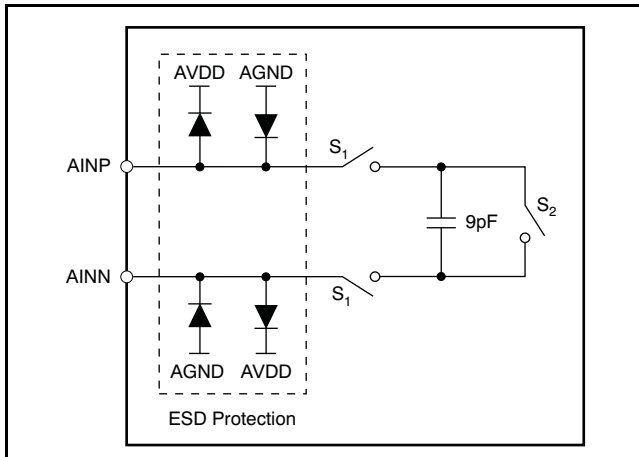 AVDD AGND
S1
AINP
S2
9pF
AINN
S1
AGND AVDD
ESD Protection